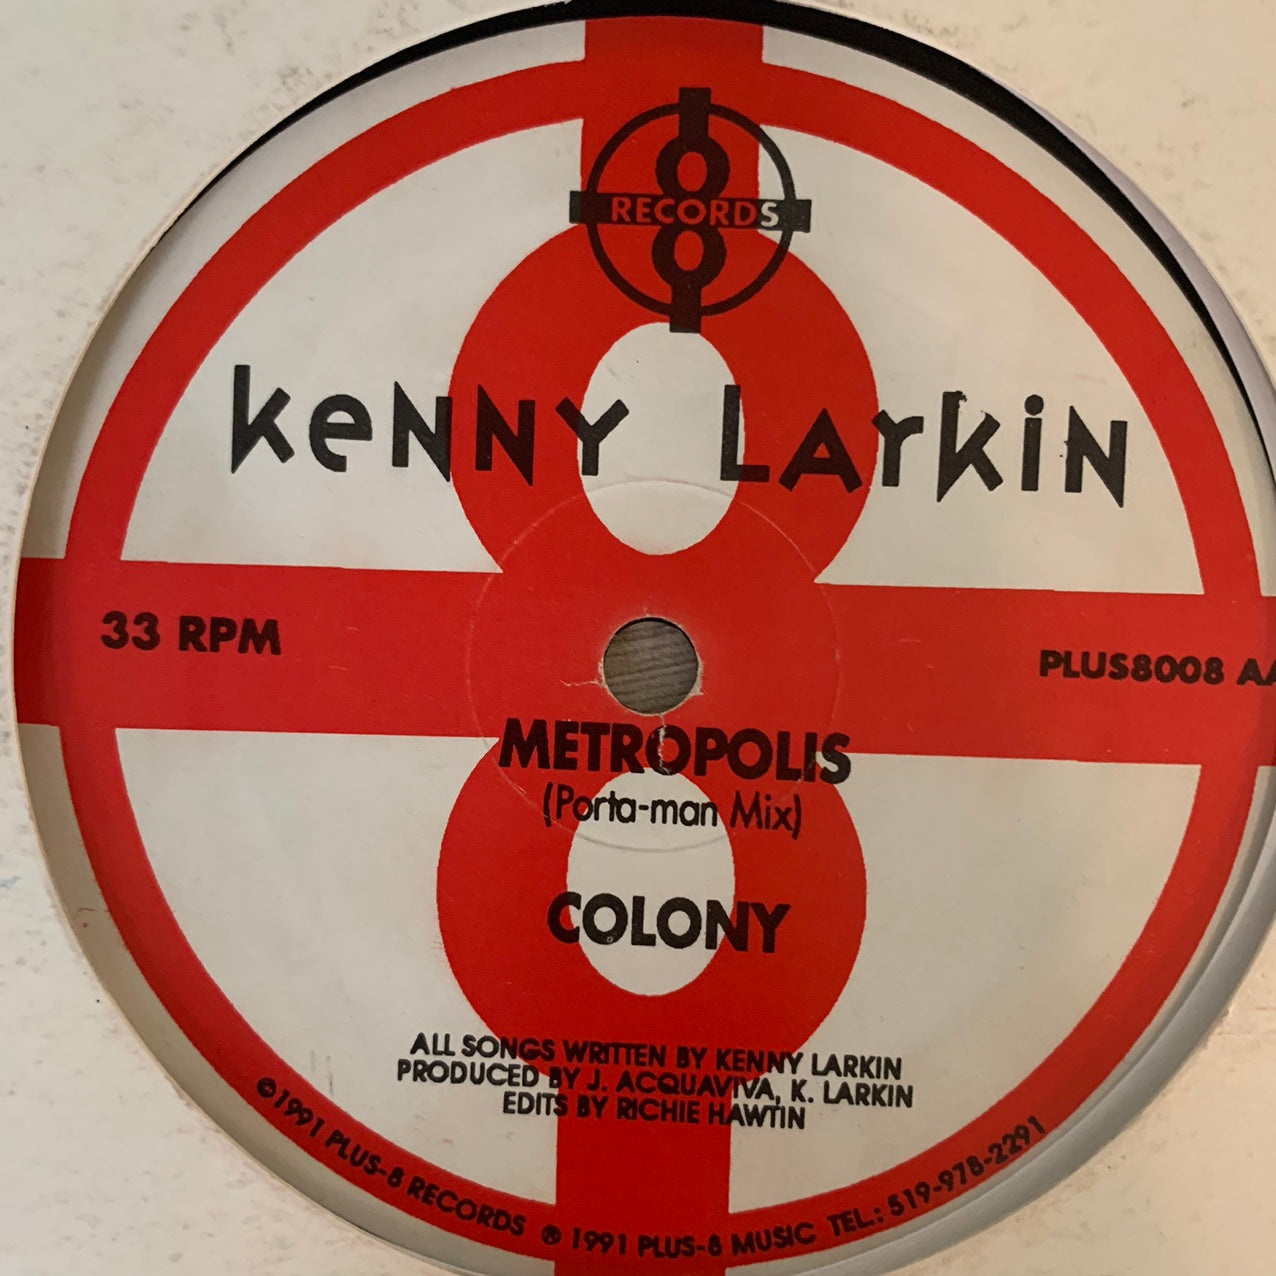 8
RECORDS
8
KENNY LARKIN
33 RPM
PLUS8008 AA
METROPOLIS
(Porta-man Mix)
COLONY
ALL SONGS WRITTEN BY KENNY LARKIN
PRODUCED BY J. ACQUAVIVA, K. LARKIN
EDITS BY RICHIE HAWTIN
©1991 PLUS-8 RECORDS ℗ 1991 PLUS-8 MUSIC TEL.: 519-978-2291